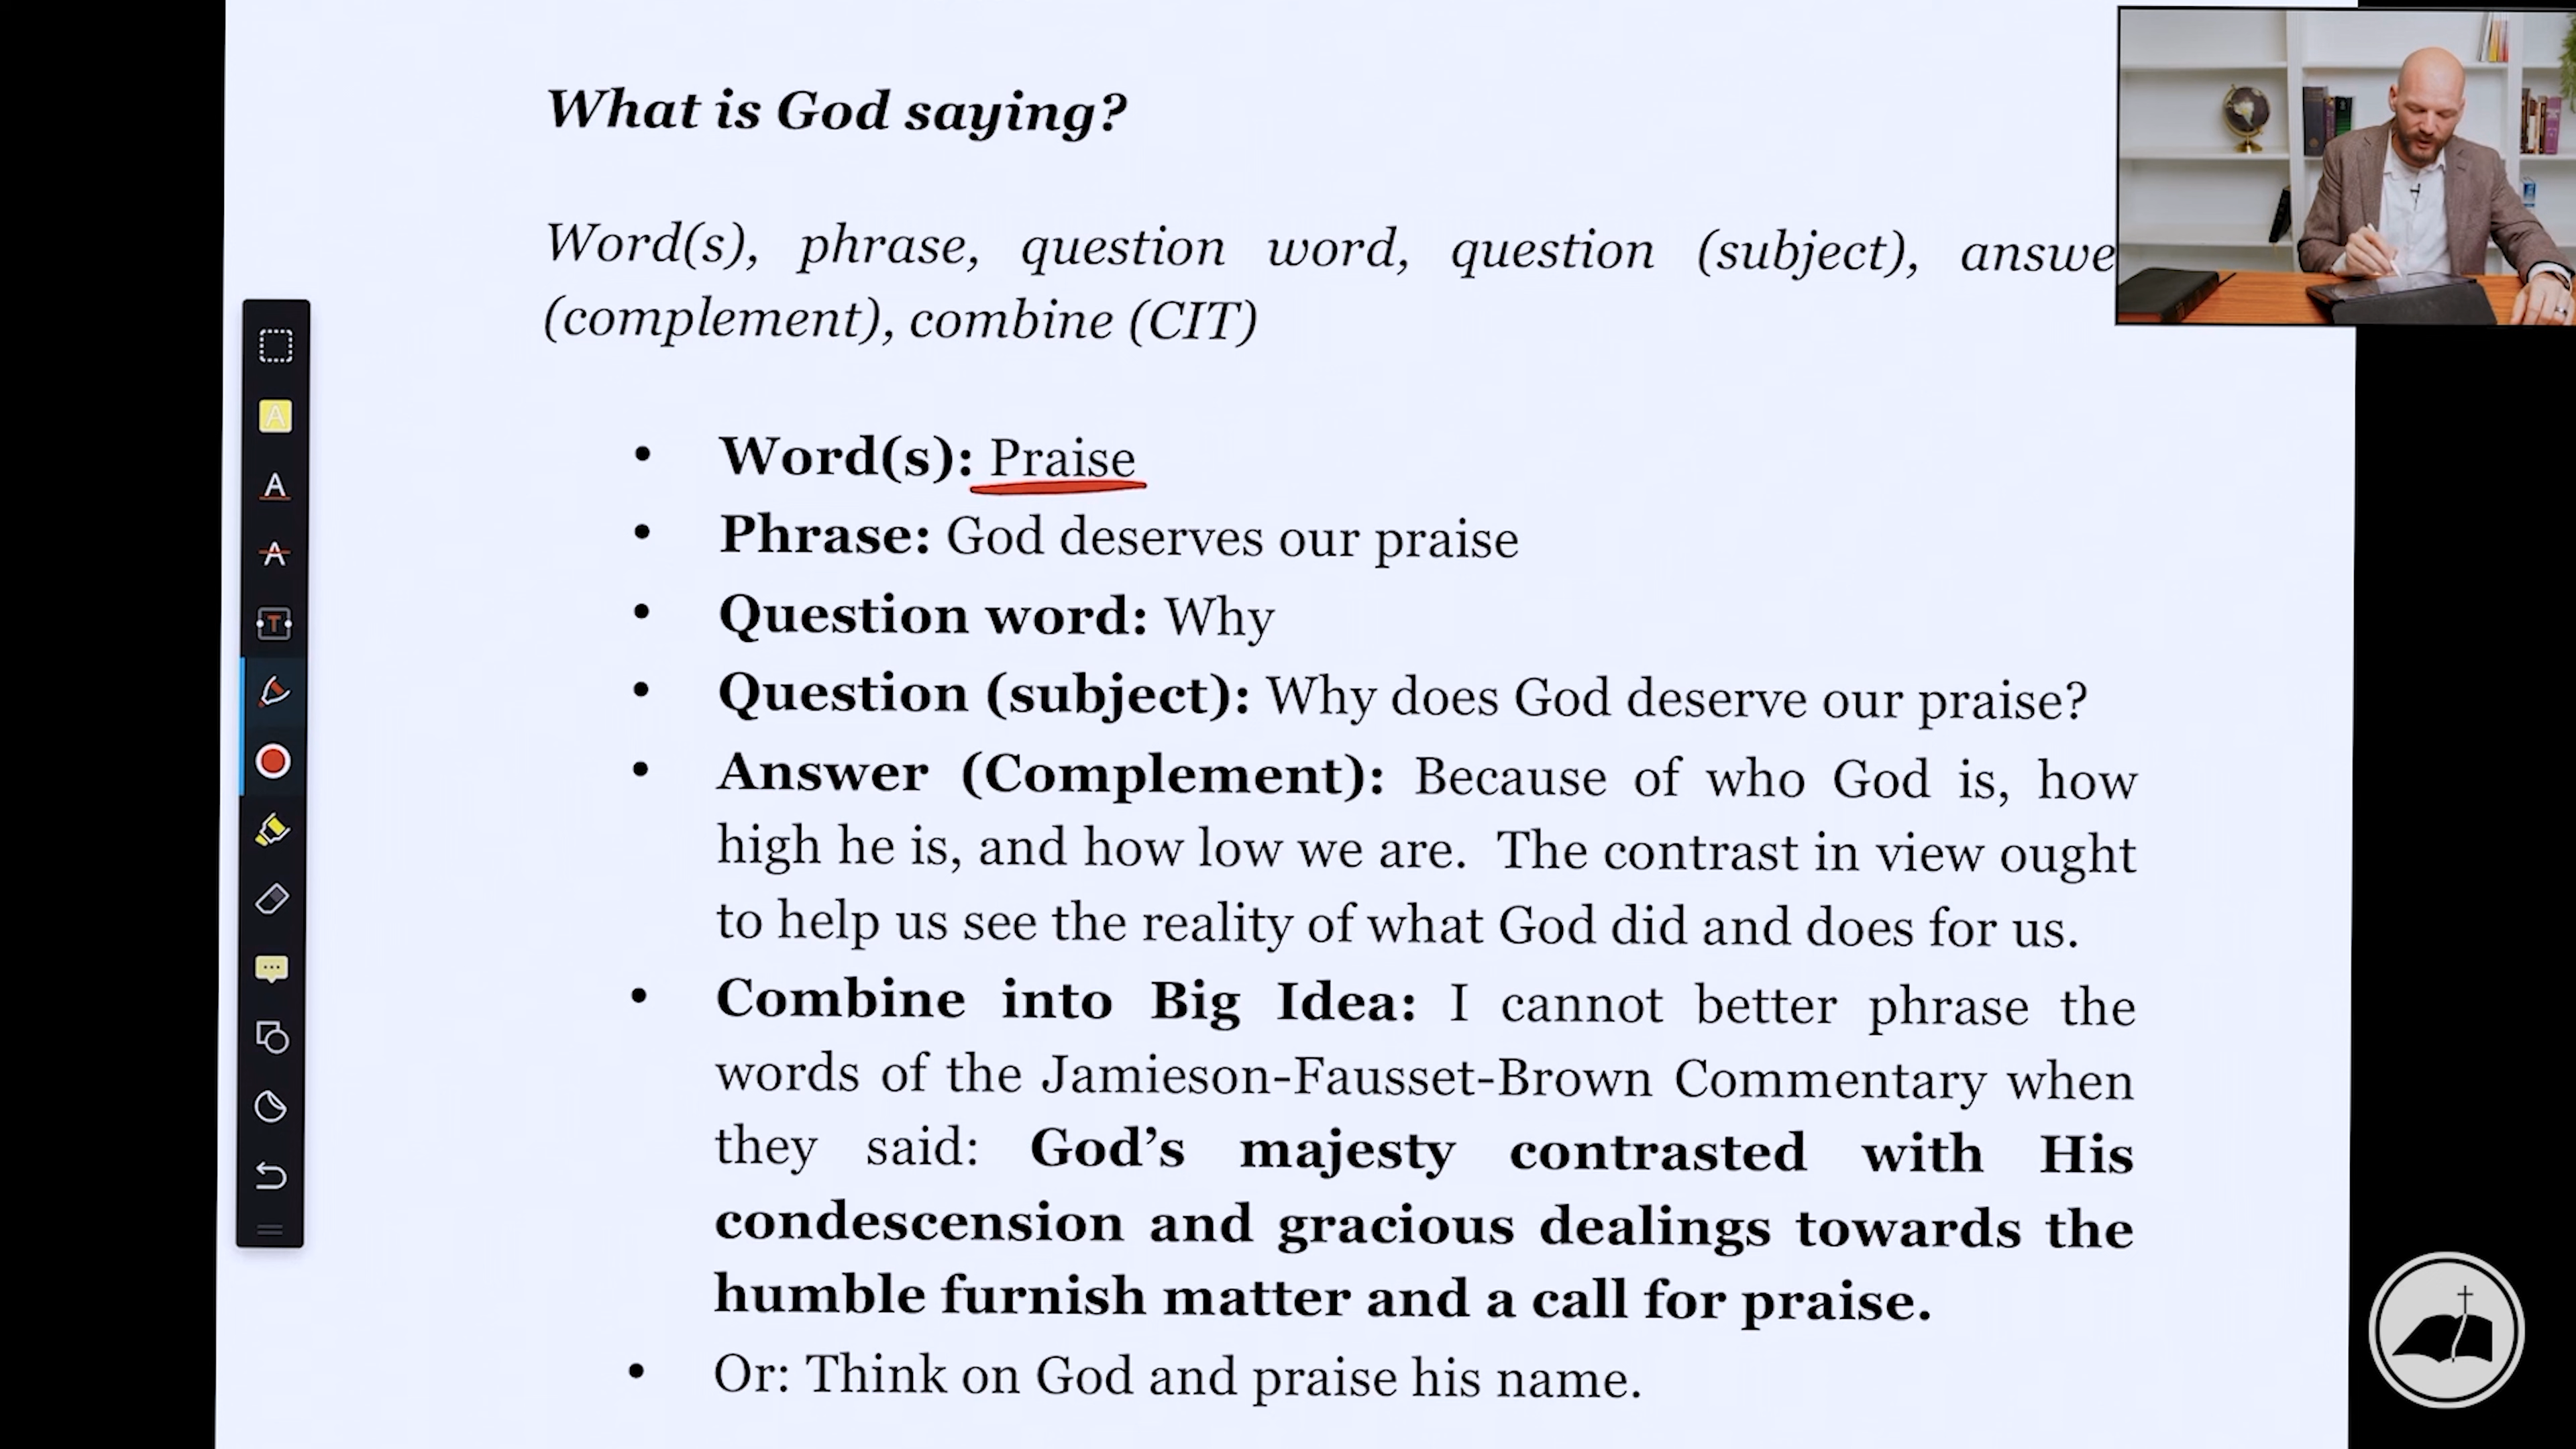 What is God saying?
Word(s), phrase, question word, question (subject), answe
(complement), combine (CIT)
• Word(s): Praise
• Phrase: God deserves our praise
• Question word: Why
• Question (subject): Why does God deserve our praise?
• Answer (Complement): Because of who God is, how
high he is, and how low we are. The contrast in view ought
to help us see the reality of what God did and does for us.
• Combine into Big Idea: I cannot better phrase the
words of the Jamieson-Fausset-Brown Commentary when
they said: God's majesty contrasted with His
condescension and gracious dealings towards the
humble furnish matter and a call for praise.
• Or: Think on God and praise his name.
A
A
A
T